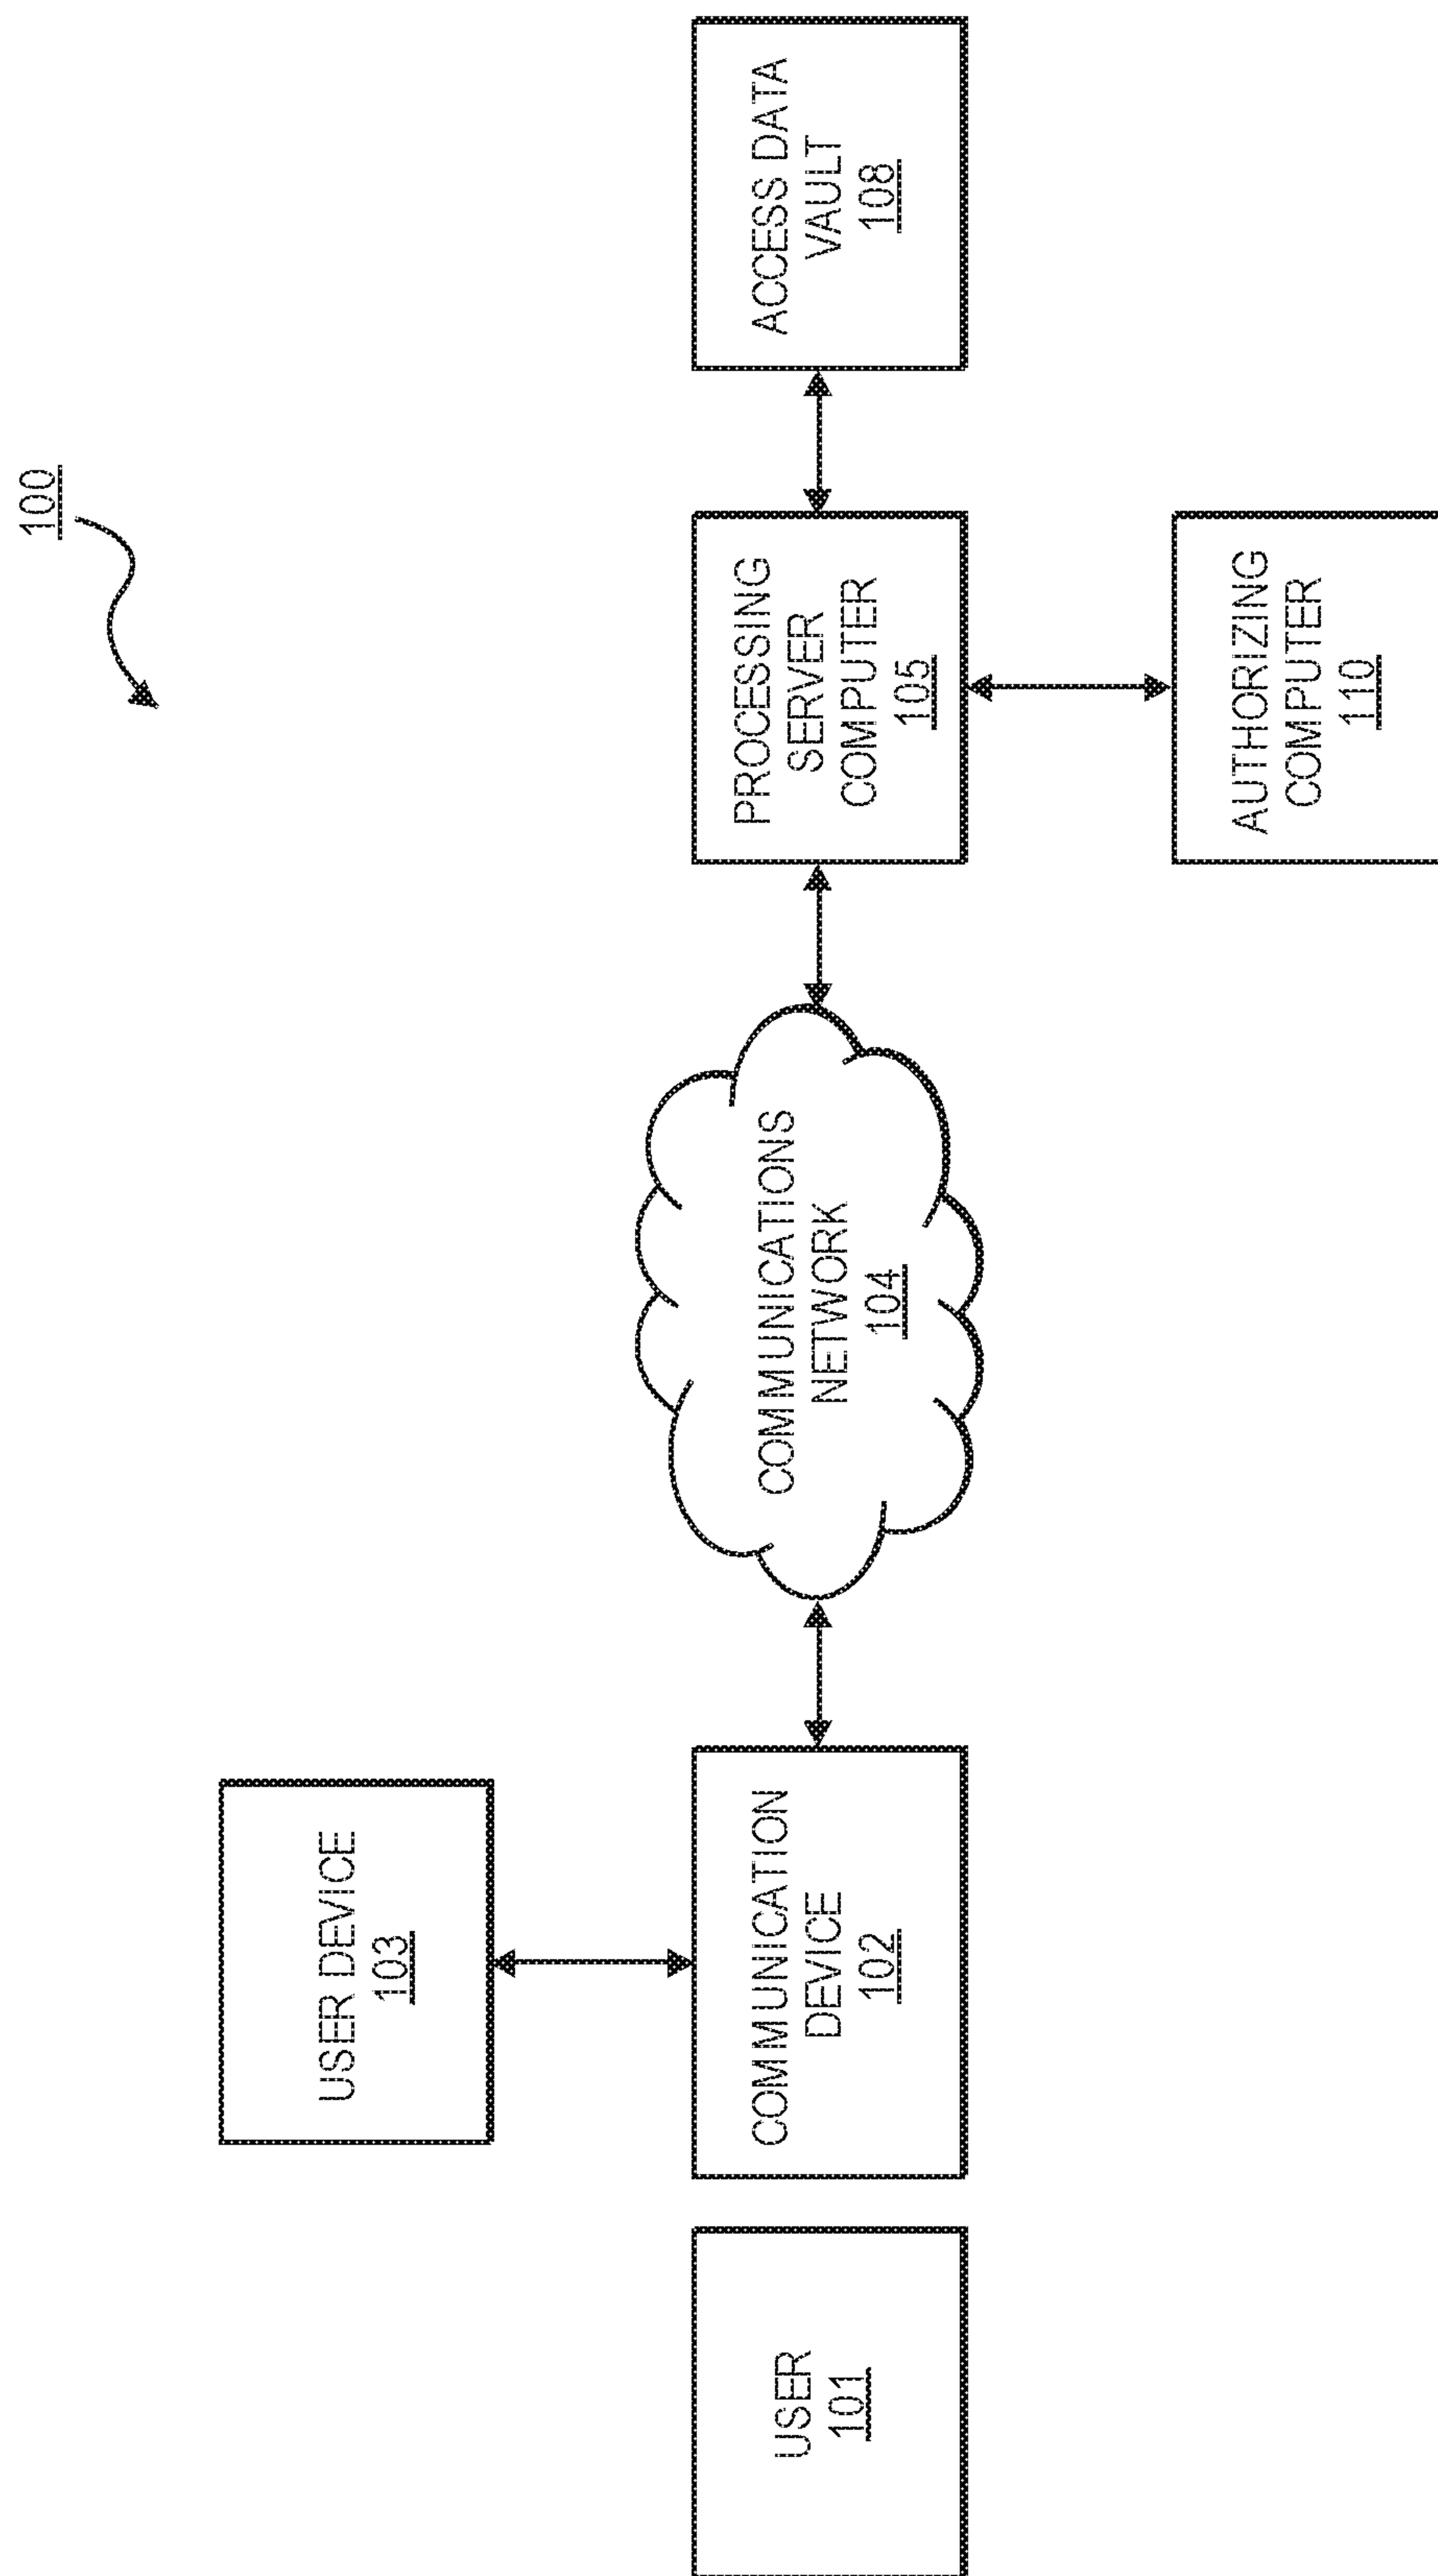 100
USER DEVICE
103
USER
101
COMMUNICATION
DEVICE
102
COMMUNICATIONS
NETWORK
104
PROCESSING
SERVER
COMPUTER
105
ACCESS DATA
VAULT
108
AUTHORIZING
COMPUTER
110